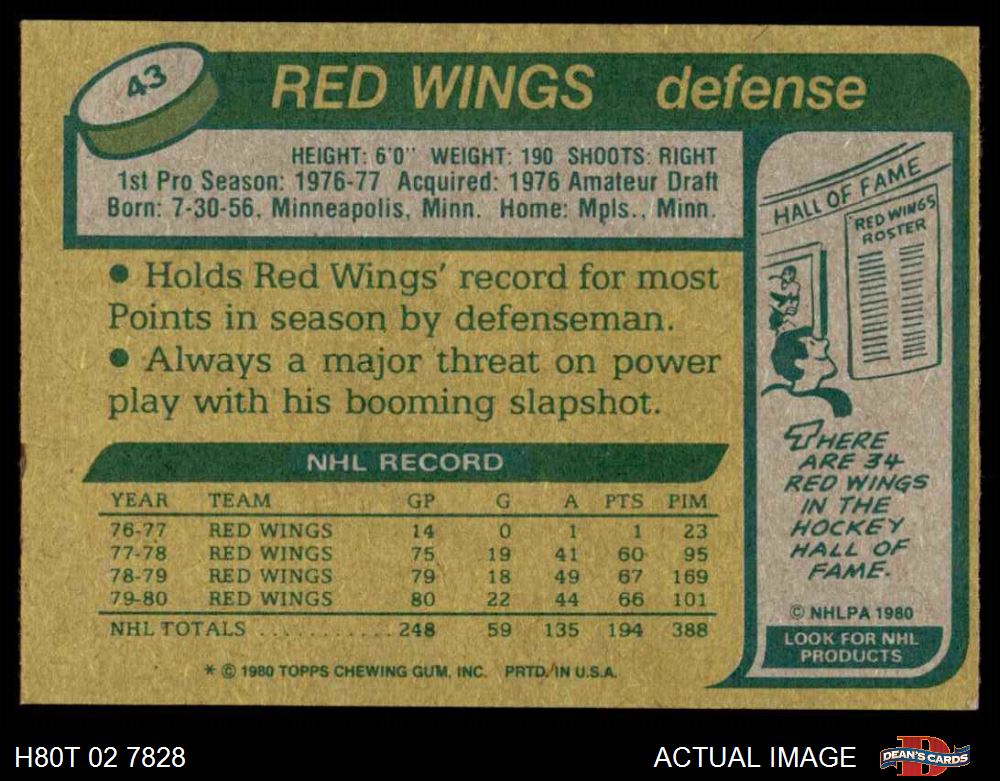 43
RED WINGS defense
HEIGHT: 6'0" WEIGHT: 190 SHOOTS: RIGHT
1st Pro Season: 1976-77 Acquired: 1976 Amateur Draft
Born: 7-30-56, Minneapolis, Minn. Home: Mpls., Minn.
● Holds Red Wings' record for most
Points in season by defenseman.
● Always a major threat on power
play with his booming slapshot.
NHL RECORD
YEAR TEAM GP G A PTS PIM
76-77 RED WINGS 14 0 1 1 23
77-78 RED WINGS 75 19 41 60 95
78-79 RED WINGS 79 18 49 67 169
79-80 RED WINGS 80 22 44 66 101
NHL TOTALS ........... 248 59 135 194 388
* © 1980 TOPPS CHEWING GUM, INC. PRTD. IN U.S.A.
HALL OF FAME
RED WINGS
ROSTER
THERE
ARE 34
RED WINGS
IN THE
HOCKEY
HALL OF
FAME.
© NHLPA 1980
LOOK FOR NHL
PRODUCTS
H80T 02 7828
ACTUAL IMAGE
DEAN'S CARDS